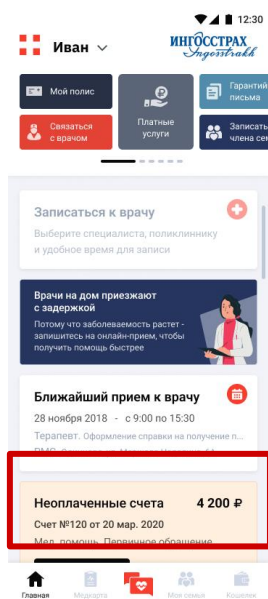 12:30
Иван
ИНГОССТРАХ
Ingosstrakh
Мой полис
Связаться
с врачом
Платные
услуги
Гарантий
письма
Записать
члена сем
Записаться к врачу
Выберите специалиста, поликлинику
и удобное время для записи
Врачи на дом приезжают
с задержкой
Потому что заболеваемость растет -
запишитесь на онлайн-прием, чтобы
получить помощь быстрее
Ближайший прием к врачу
28 ноября 2018 - с 9:00 по 15:30
Терапевт. Оформление справки на получение п...
Неоплаченные счета 4 200 ₽
Счет №120 от 20 мар. 2020
Мед. помощь. Первичное обращение
Главная
Медкарта
Моя семья
Кошелек